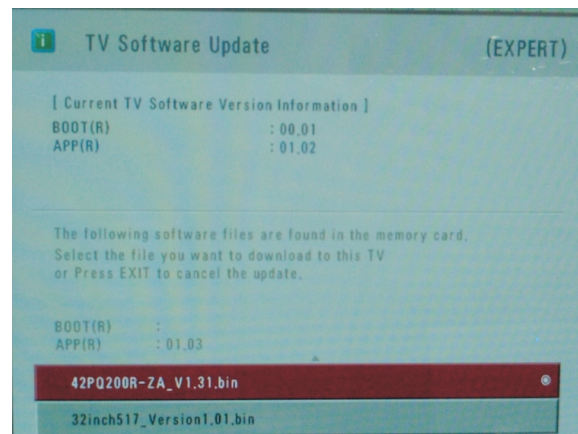 i TV Software Update (EXPERT)
[ Current TV Software Version Information ]
BOOT(R) : 00.01
APP(R) : 01.02
The following software files are found in the memory card.
Select the file you want to download to this TV
or Press EXIT to cancel the update.
BOOT(R) :
APP(R) : 01.03
42PQ200R-ZA_V1.31.bin
32inch517_Version1.01.bin